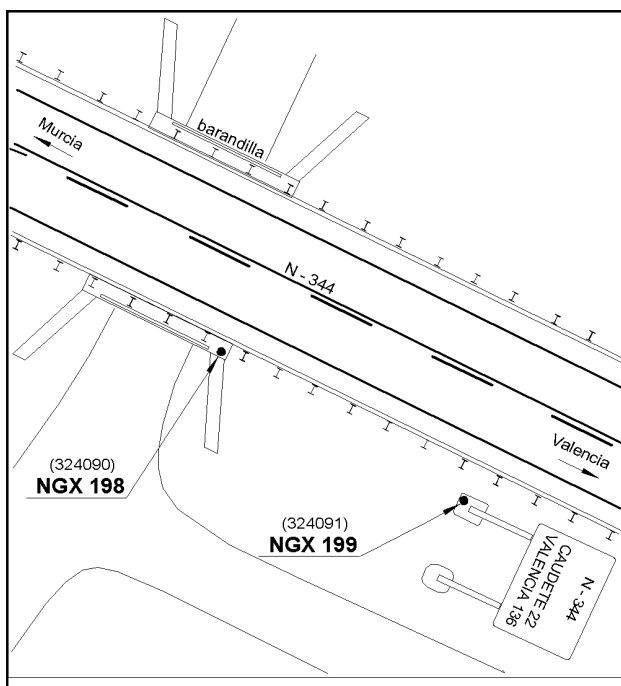 Murcia
barandilla
N - 344
Valencia
(324090)
NGX 198
(324091)
NGX 199
N - 344
CAUDETE 22
VALENCIA 136